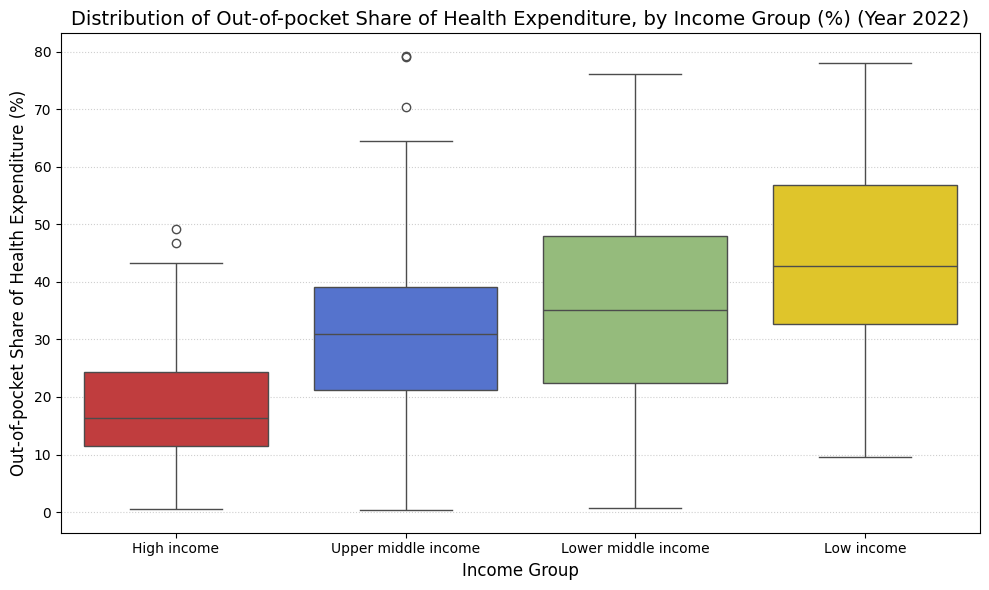 Distribution of Out-of-pocket Share of Health Expenditure, by Income Group (%) (Year 2022)
Out-of-pocket Share of Health Expenditure (%)
80
70
60
50
40
30
20
10
0
High income
Upper middle income
Lower middle income
Low income
Income Group